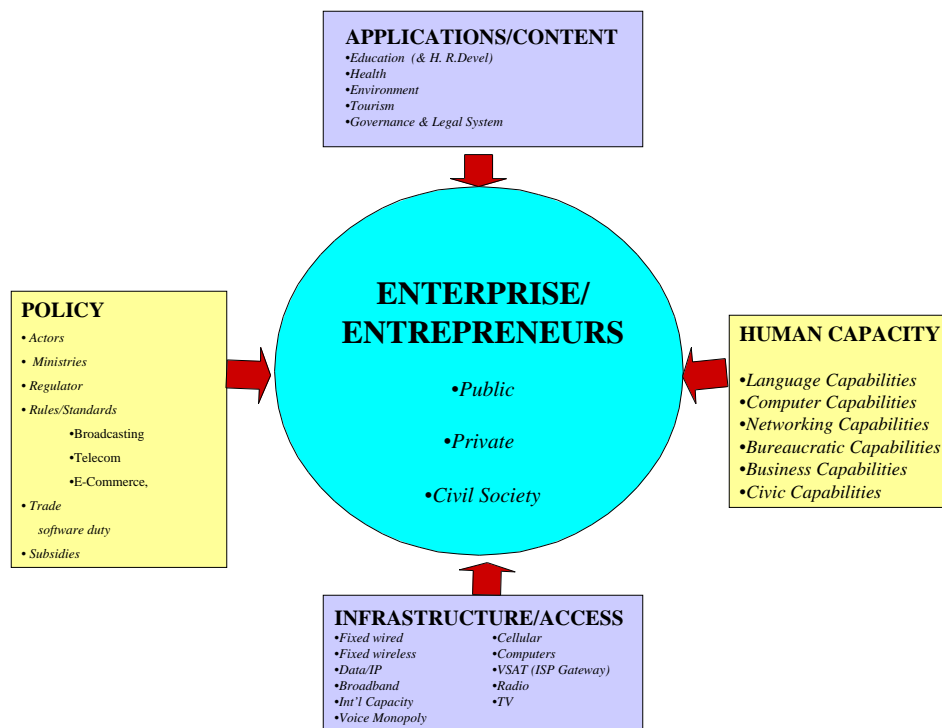 APPLICATIONS/CONTENT
•Education (& H. R.Devel)
•Health
•Environment
•Tourism
•Governance & Legal System
ENTERPRISE/
ENTREPRENEURS
•Public
•Private
•Civil Society
POLICY
• Actors
• Ministries
• Regulator
• Rules/Standards
•Broadcasting
•Telecom
•E-Commerce,
• Trade
software duty
• Subsidies
HUMAN CAPACITY
•Language Capabilities
•Computer Capabilities
•Networking Capabilities
•Bureaucratic Capabilities
•Business Capabilities
•Civic Capabilities
INFRASTRUCTURE/ACCESS
•Fixed wired
•Fixed wireless
•Data/IP
•Broadband
•Int'l Capacity
•Voice Monopoly
•Cellular
•Computers
•VSAT (ISP Gateway)
•Radio
•TV